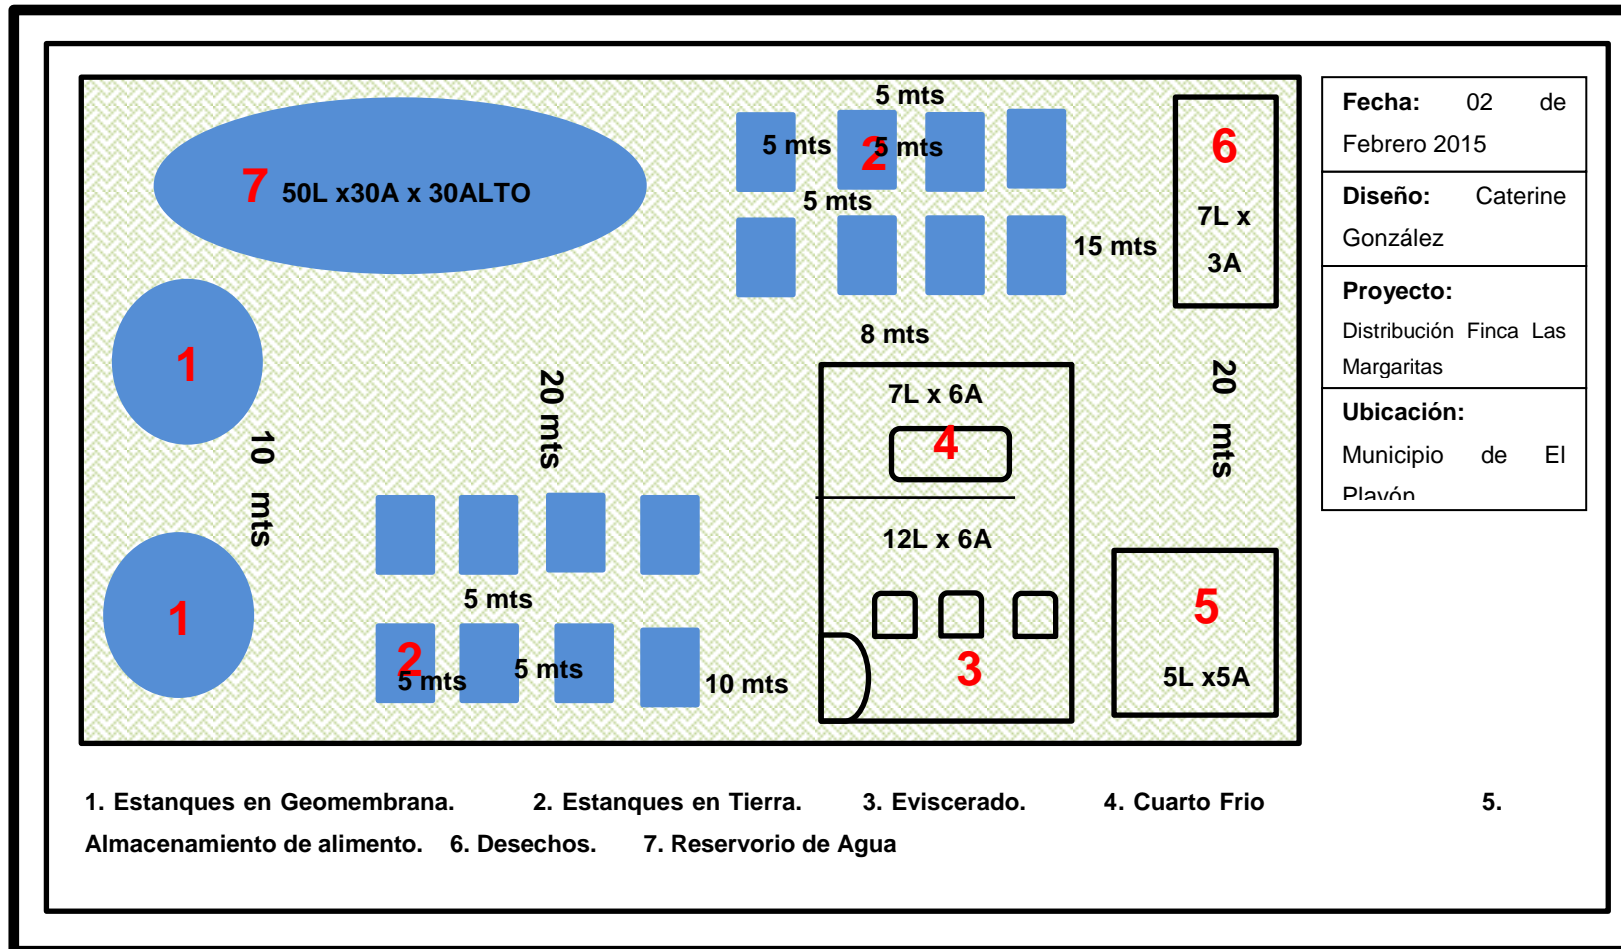 5 mts
5 mts
2
5 mts
5 mts
15 mts
6
7L x
3A
7 50L x30A x 30ALTO
1
10 mts
1
20 mts
8 mts
7L x 6A
4
12L x 6A
3
20 mts
5 mts
2
5 mts
5 mts
10 mts
5
5L x5A
Fecha: 02 de
Febrero 2015
Diseño: Caterine
González
Proyecto:
Distribución Finca Las
Margaritas
Ubicación:
Municipio de El
Playón
1. Estanques en Geomembrana. 2. Estanques en Tierra. 3. Eviscerado. 4. Cuarto Frio 5.
Almacenamiento de alimento. 6. Desechos. 7. Reservorio de Agua